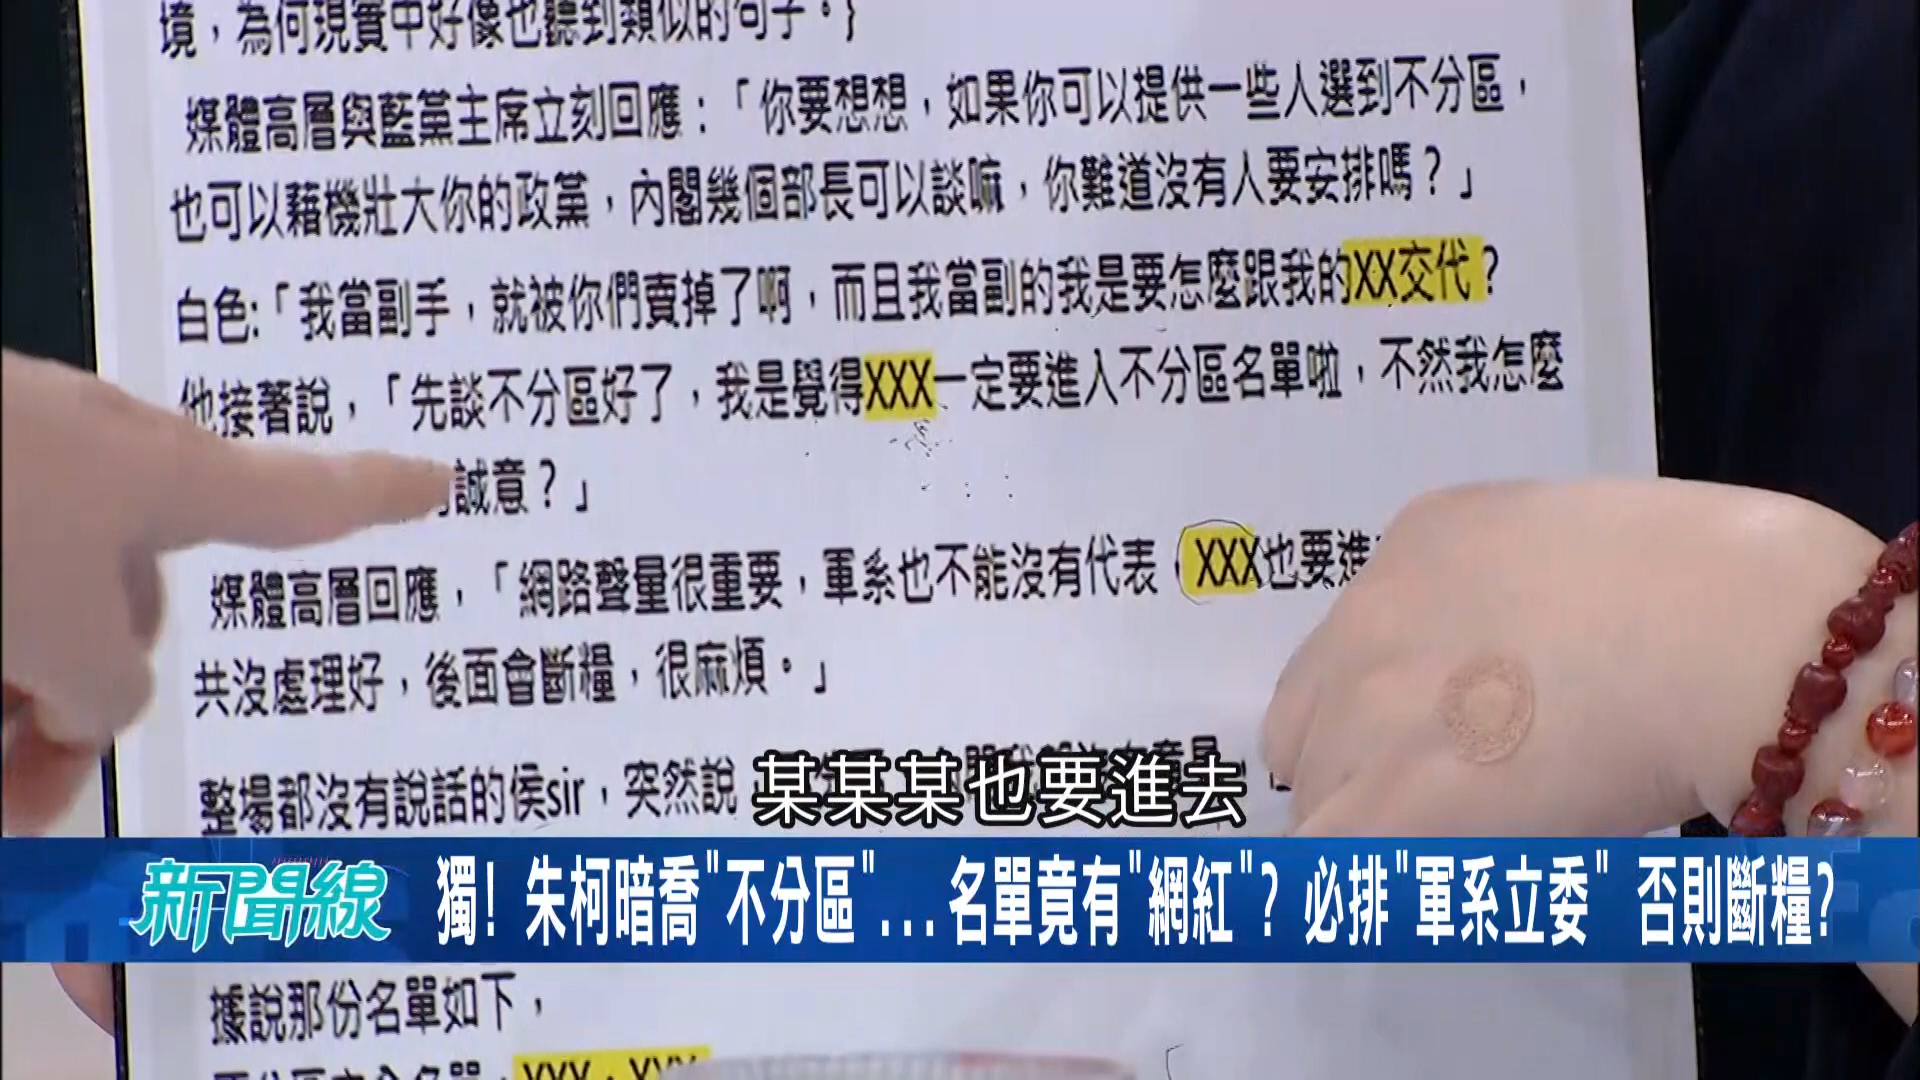 境，為何現實中好像也聽到類似的句子。}
媒體高層與藍黨主席立刻回應：「你要想想，如果你可以提供一些人選到不分區，
也可以藉機壯大你的政黨，內閣幾個部長可以談嘛，你難道沒有人要安排嗎？」
白色:「我當副手，就被你們賣掉了啊，而且我當副的我是要怎麼跟我的XX交代？
他接著說，「先談不分區好了，我是覺得XXX一定要進入不分區名單啦，不然我怎麼
誠意？」
媒體高層回應，「網路聲量很重要，軍系也不能沒有代表，XXX也要進
共沒處理好，後面會斷糧，很麻煩。」
整場都沒有說話的侯sir，突然說
某某某也要進去
新聞線
獨! 朱柯暗喬"不分區"...名單竟有"網紅"? 必排"軍系立委" 否則斷糧?
據說那份名單如下，